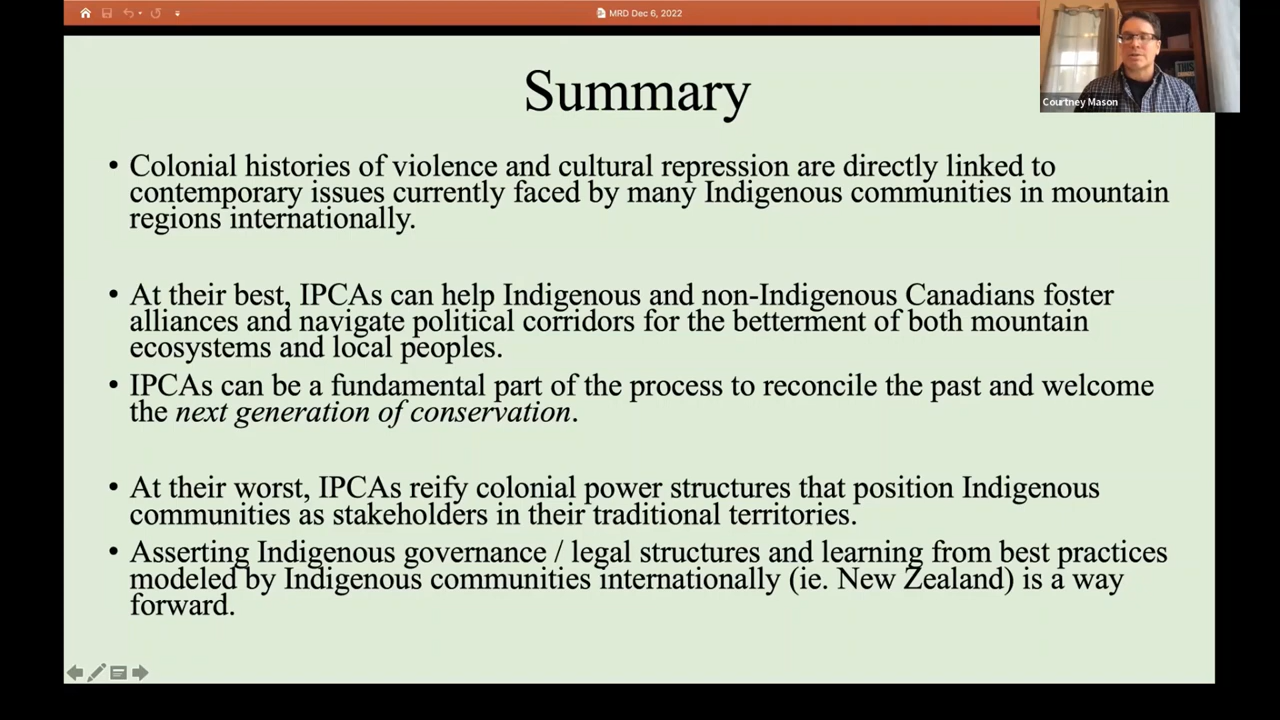 MRD Dec 6, 2022
Courtney Mason
Summary
• Colonial histories of violence and cultural repression are directly linked to
contemporary issues currently faced by many Indigenous communities in mountain
regions internationally.
• At their best, IPCAs can help Indigenous and non-Indigenous Canadians foster
alliances and navigate political corridors for the betterment of both mountain
ecosystems and local peoples.
• IPCAs can be a fundamental part of the process to reconcile the past and welcome
the next generation of conservation.
• At their worst, IPCAs reify colonial power structures that position Indigenous
communities as stakeholders in their traditional territories.
• Asserting Indigenous governance / legal structures and learning from best practices
modeled by Indigenous communities internationally (ie. New Zealand) is a way
forward.